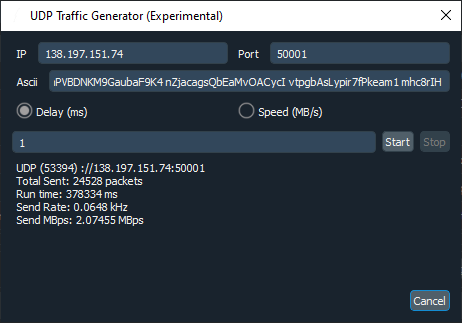 UDP Traffic Generator (Experimental)
IP 138.197.151.74 Port 50001
Ascii iPVBDNKM9GaubaF9K4 nZjacagsQbEaMvOACycI vtpgbAsLypir7fPkeam1 mhc8rIH
Delay (ms) Speed (MB/s)
1 Start Stop
UDP (53394) ://138.197.151.74:50001
Total Sent: 24528 packets
Run time: 378334 ms
Send Rate: 0.0648 kHz
Send MBps: 2.07455 MBps
Cancel